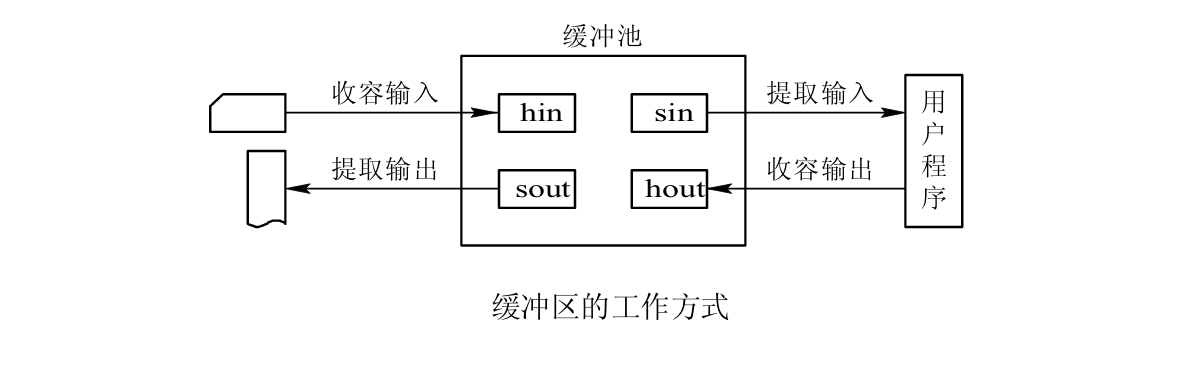 缓冲池
收容输入
hin
sin
提取输入
用户程序
提取输出
sout
hout
收容输出
缓冲区的工作方式